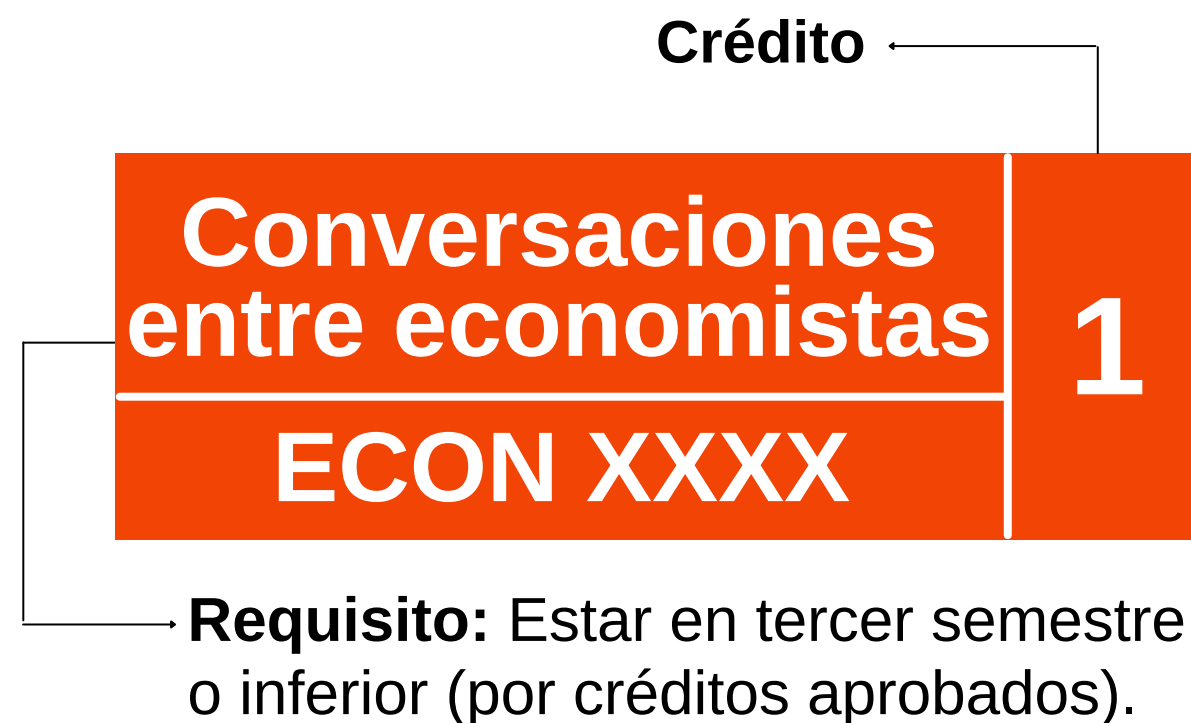 Crédito
Conversaciones
entre economistas
1
ECON XXXX
Requisito: Estar en tercer semestre
o inferior (por créditos aprobados).